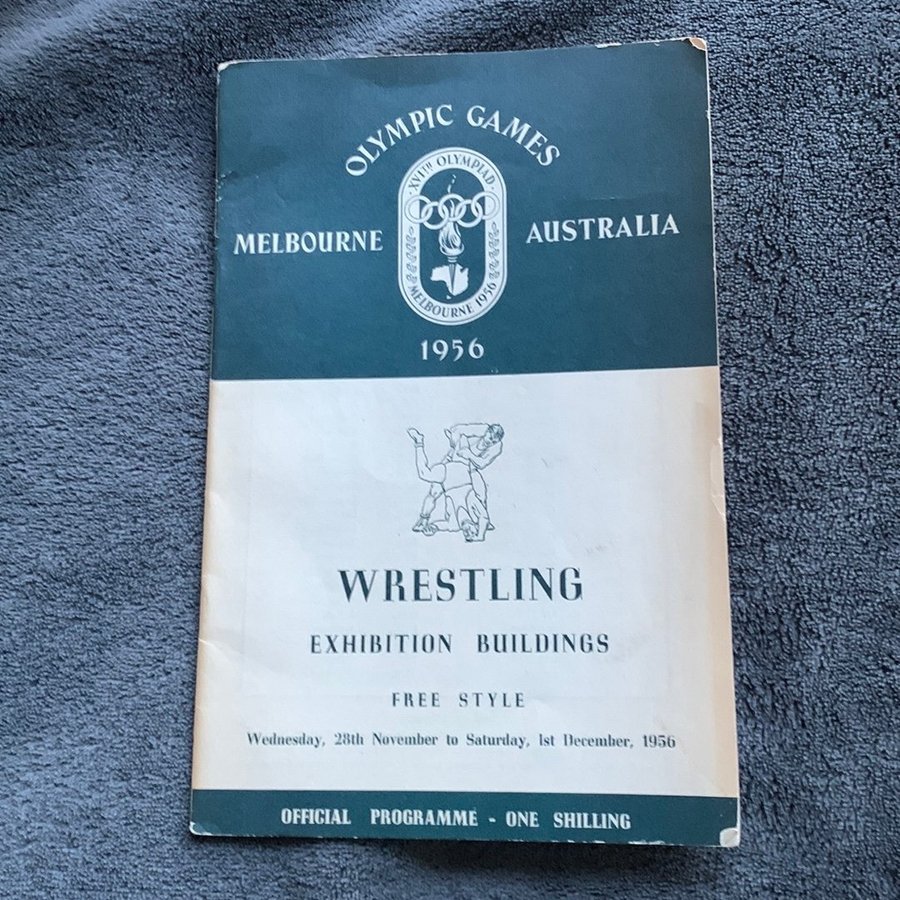 OLYMPIC GAMES
XVITH OLYMPIAD
MELBOURNE
AUSTRALIA
MELBOURNE 1956
1956
WRESTLING
EXHIBITION BUILDINGS
FREE STYLE
Wednesday, 28th November to Saturday, 1st December, 1956
OFFICIAL PROGRAMME - ONE SHILLING